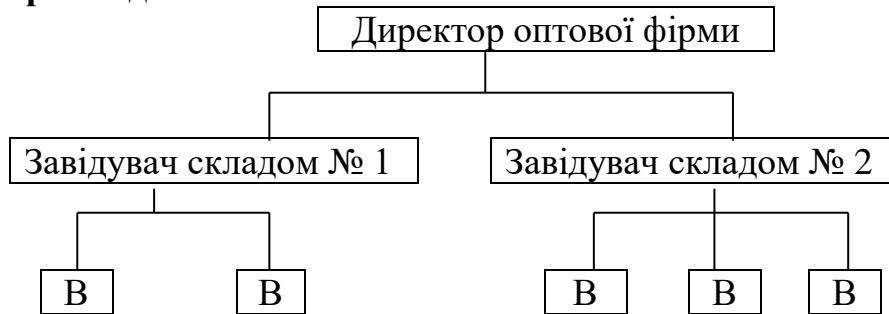 Директор оптової фірми
Завідувач складом № 1
Завідувач складом № 2
В
В
В
В
В